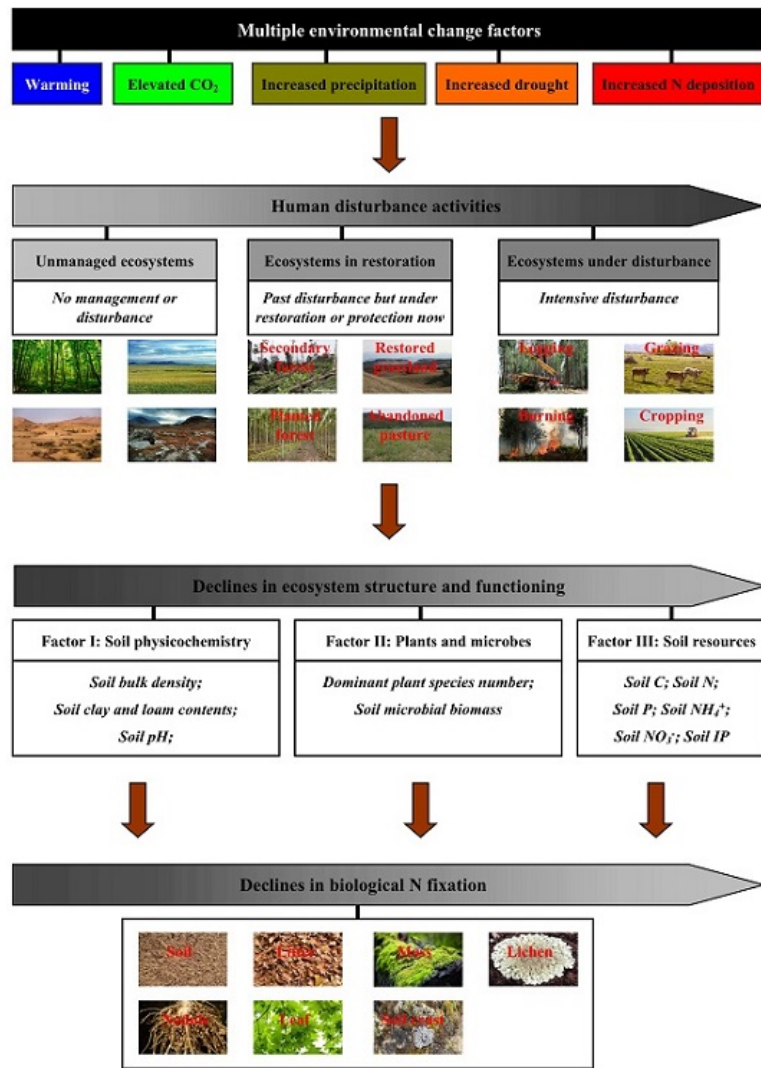 Multiple environmental change factors
Warming
Elevated CO₂
Increased precipitation
Increased drought
Increased N deposition
Human disturbance activities
Unmanaged ecosystems
No management or
disturbance
Ecosystems in restoration
Past disturbance but under
restoration or protection now
Ecosystems under disturbance
Intensive disturbance
Secondary
forest
Restored
grassland
Logging
Grazing
Planted
forest
Abandoned
pasture
Burning
Cropping
Declines in ecosystem structure and functioning
Factor I: Soil physicochemistry
Soil bulk density;
Soil clay and loam contents;
Soil pH;
Factor II: Plants and microbes
Dominant plant species number;
Soil microbial biomass
Factor III: Soil resources
Soil C; Soil N;
Soil P; Soil NH₄⁺;
Soil NO₃⁻; Soil IP
Declines in biological N fixation
Soil
Litter
Moss
Lichen
Nodule
Leaf
Soil crust